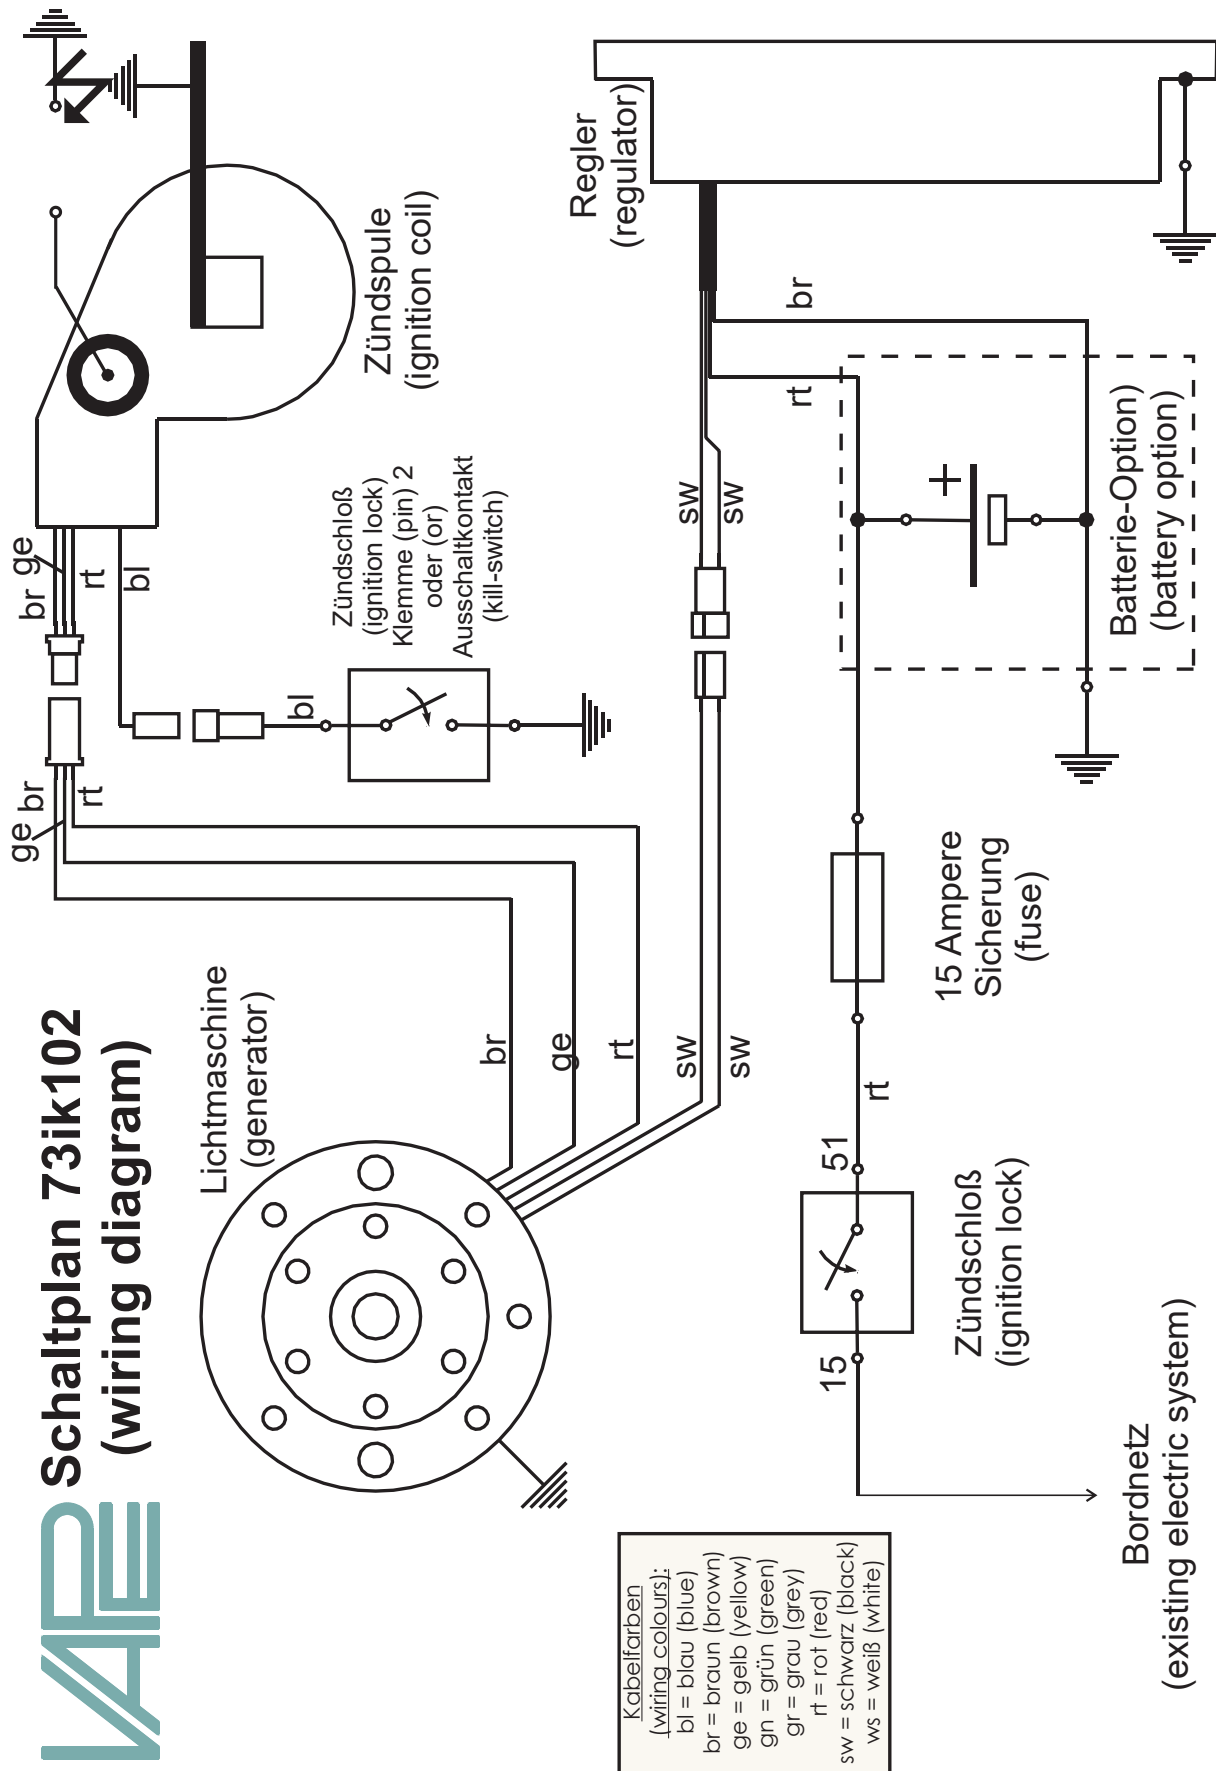 VAPE
Schaltplan 73ik102
(wiring diagram)
Lichtmaschine
(generator)
ge
br
rt
br
ge
rt
bl
Zündspule
(ignition coil)
bl
Zündschloß
(ignition lock)
Klemme (pin) 2
oder (or)
Ausschaltkontakt
(kill-switch)
br
ge
rt
sw
sw
sw
sw
Regler
(regulator)
rt
br
+
Batterie-Option)
(battery option)
15 Ampere
Sicherung
(fuse)
rt
51
15
Zündschloß
(ignition lock)
Bordnetz
(existing electric system)
Kabelfarben
(wiring colours):
bl = blau (blue)
br = braun (brown)
ge = gelb (yellow)
gn = grün (green)
gr = grau (grey)
rt = rot (red)
sw = schwarz (black)
ws = weiß (white)